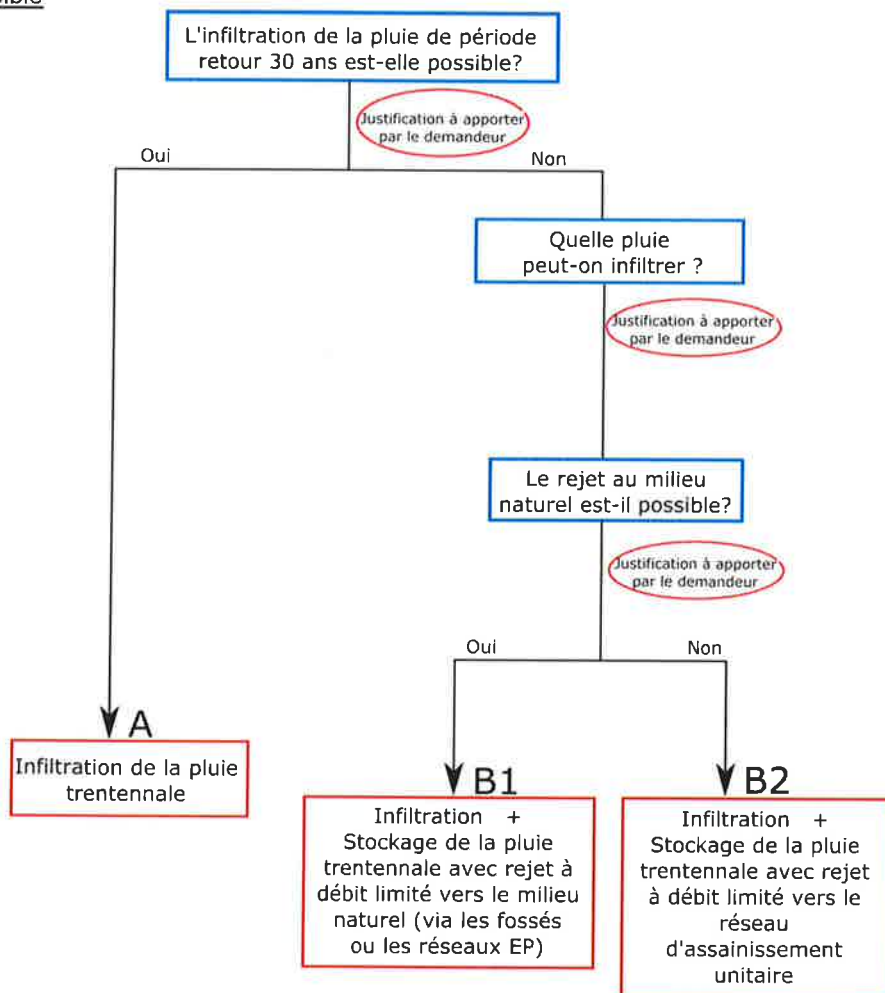 L'infiltration de la pluie de période
retour 30 ans est-elle possible?
Justification à apporter
par le demandeur
Oui
Non
Quelle pluie
peut-on infiltrer ?
Justification à apporter
par le demandeur
Le rejet au milieu
naturel est-il possible?
Justification à apporter
par le demandeur
Oui
Non
A
Infiltration de la pluie
trentennale
B1
Infiltration +
Stockage de la pluie
trentennale avec rejet à
débit limité vers le milieu
naturel (via les fossés
ou les réseaux EP)
B2
Infiltration +
Stockage de la pluie
trentennale avec rejet
à débit limité vers le
réseau
d'assainissement
unitaire